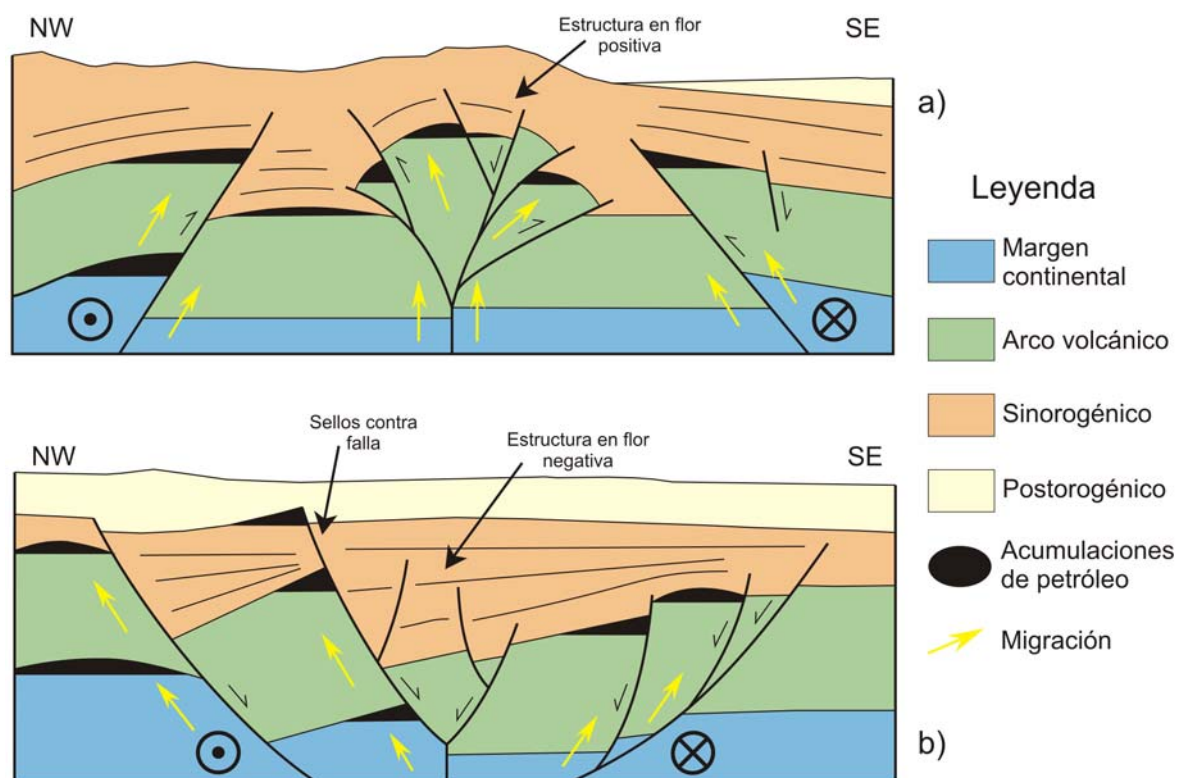 NW
Estructura en flor
positiva
SE
a)
Leyenda
Margen
continental
Arco volcánico
Sinorogénico
Postorogénico
Acumulaciones
de petróleo
Migración
NW
Sellos contra
falla
Estructura en flor
negativa
SE
b)